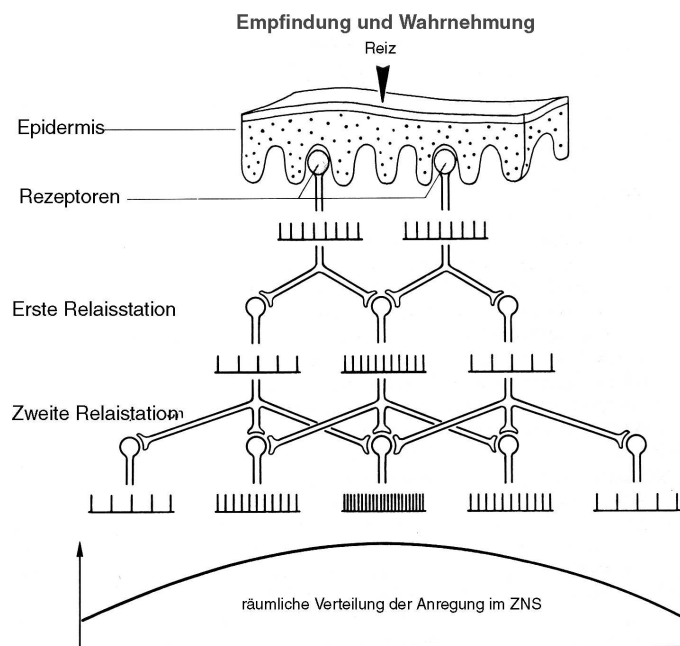 Empfindung und Wahrnehmung
Reiz
Epidermis
Rezeptoren
Erste Relaisstation
Zweite Relaistation
räumliche Verteilung der Anregung im ZNS